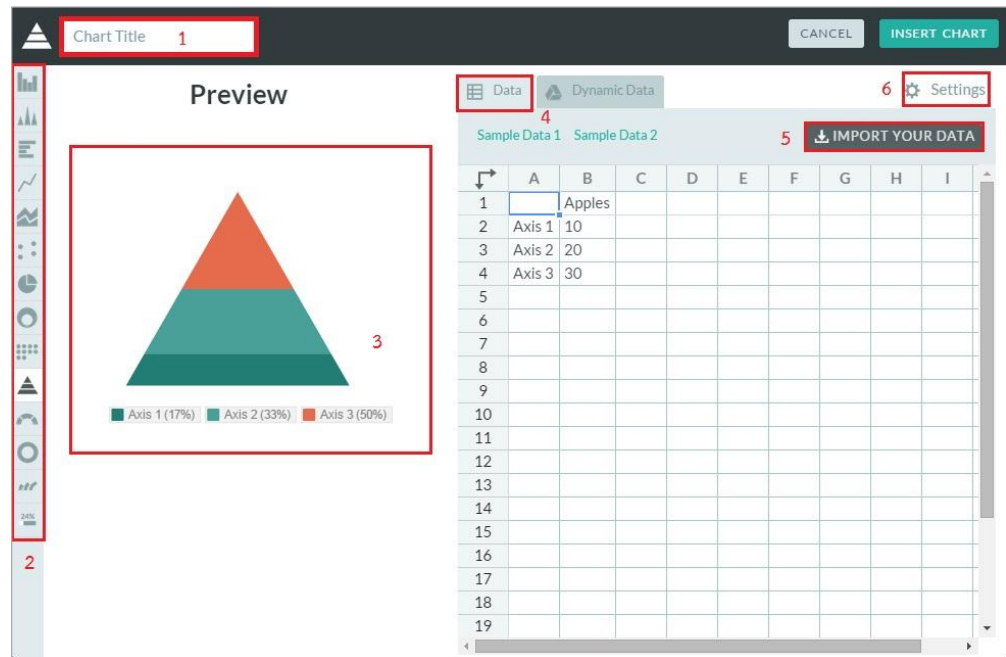 Chart Title 1
CANCEL INSERT CHART
Preview
Data Dynamic Data 6 Settings
4
Sample Data 1 Sample Data 2 5 IMPORT YOUR DATA
A B C D E F G H I
1 Apples
2 Axis 1 10
3 Axis 2 20
4 Axis 3 30
5
6
7
8
9
10
11
12
13
14
15
16
17
18
19
3
Axis 1 (17%) Axis 2 (33%) Axis 3 (50%)
24%
2